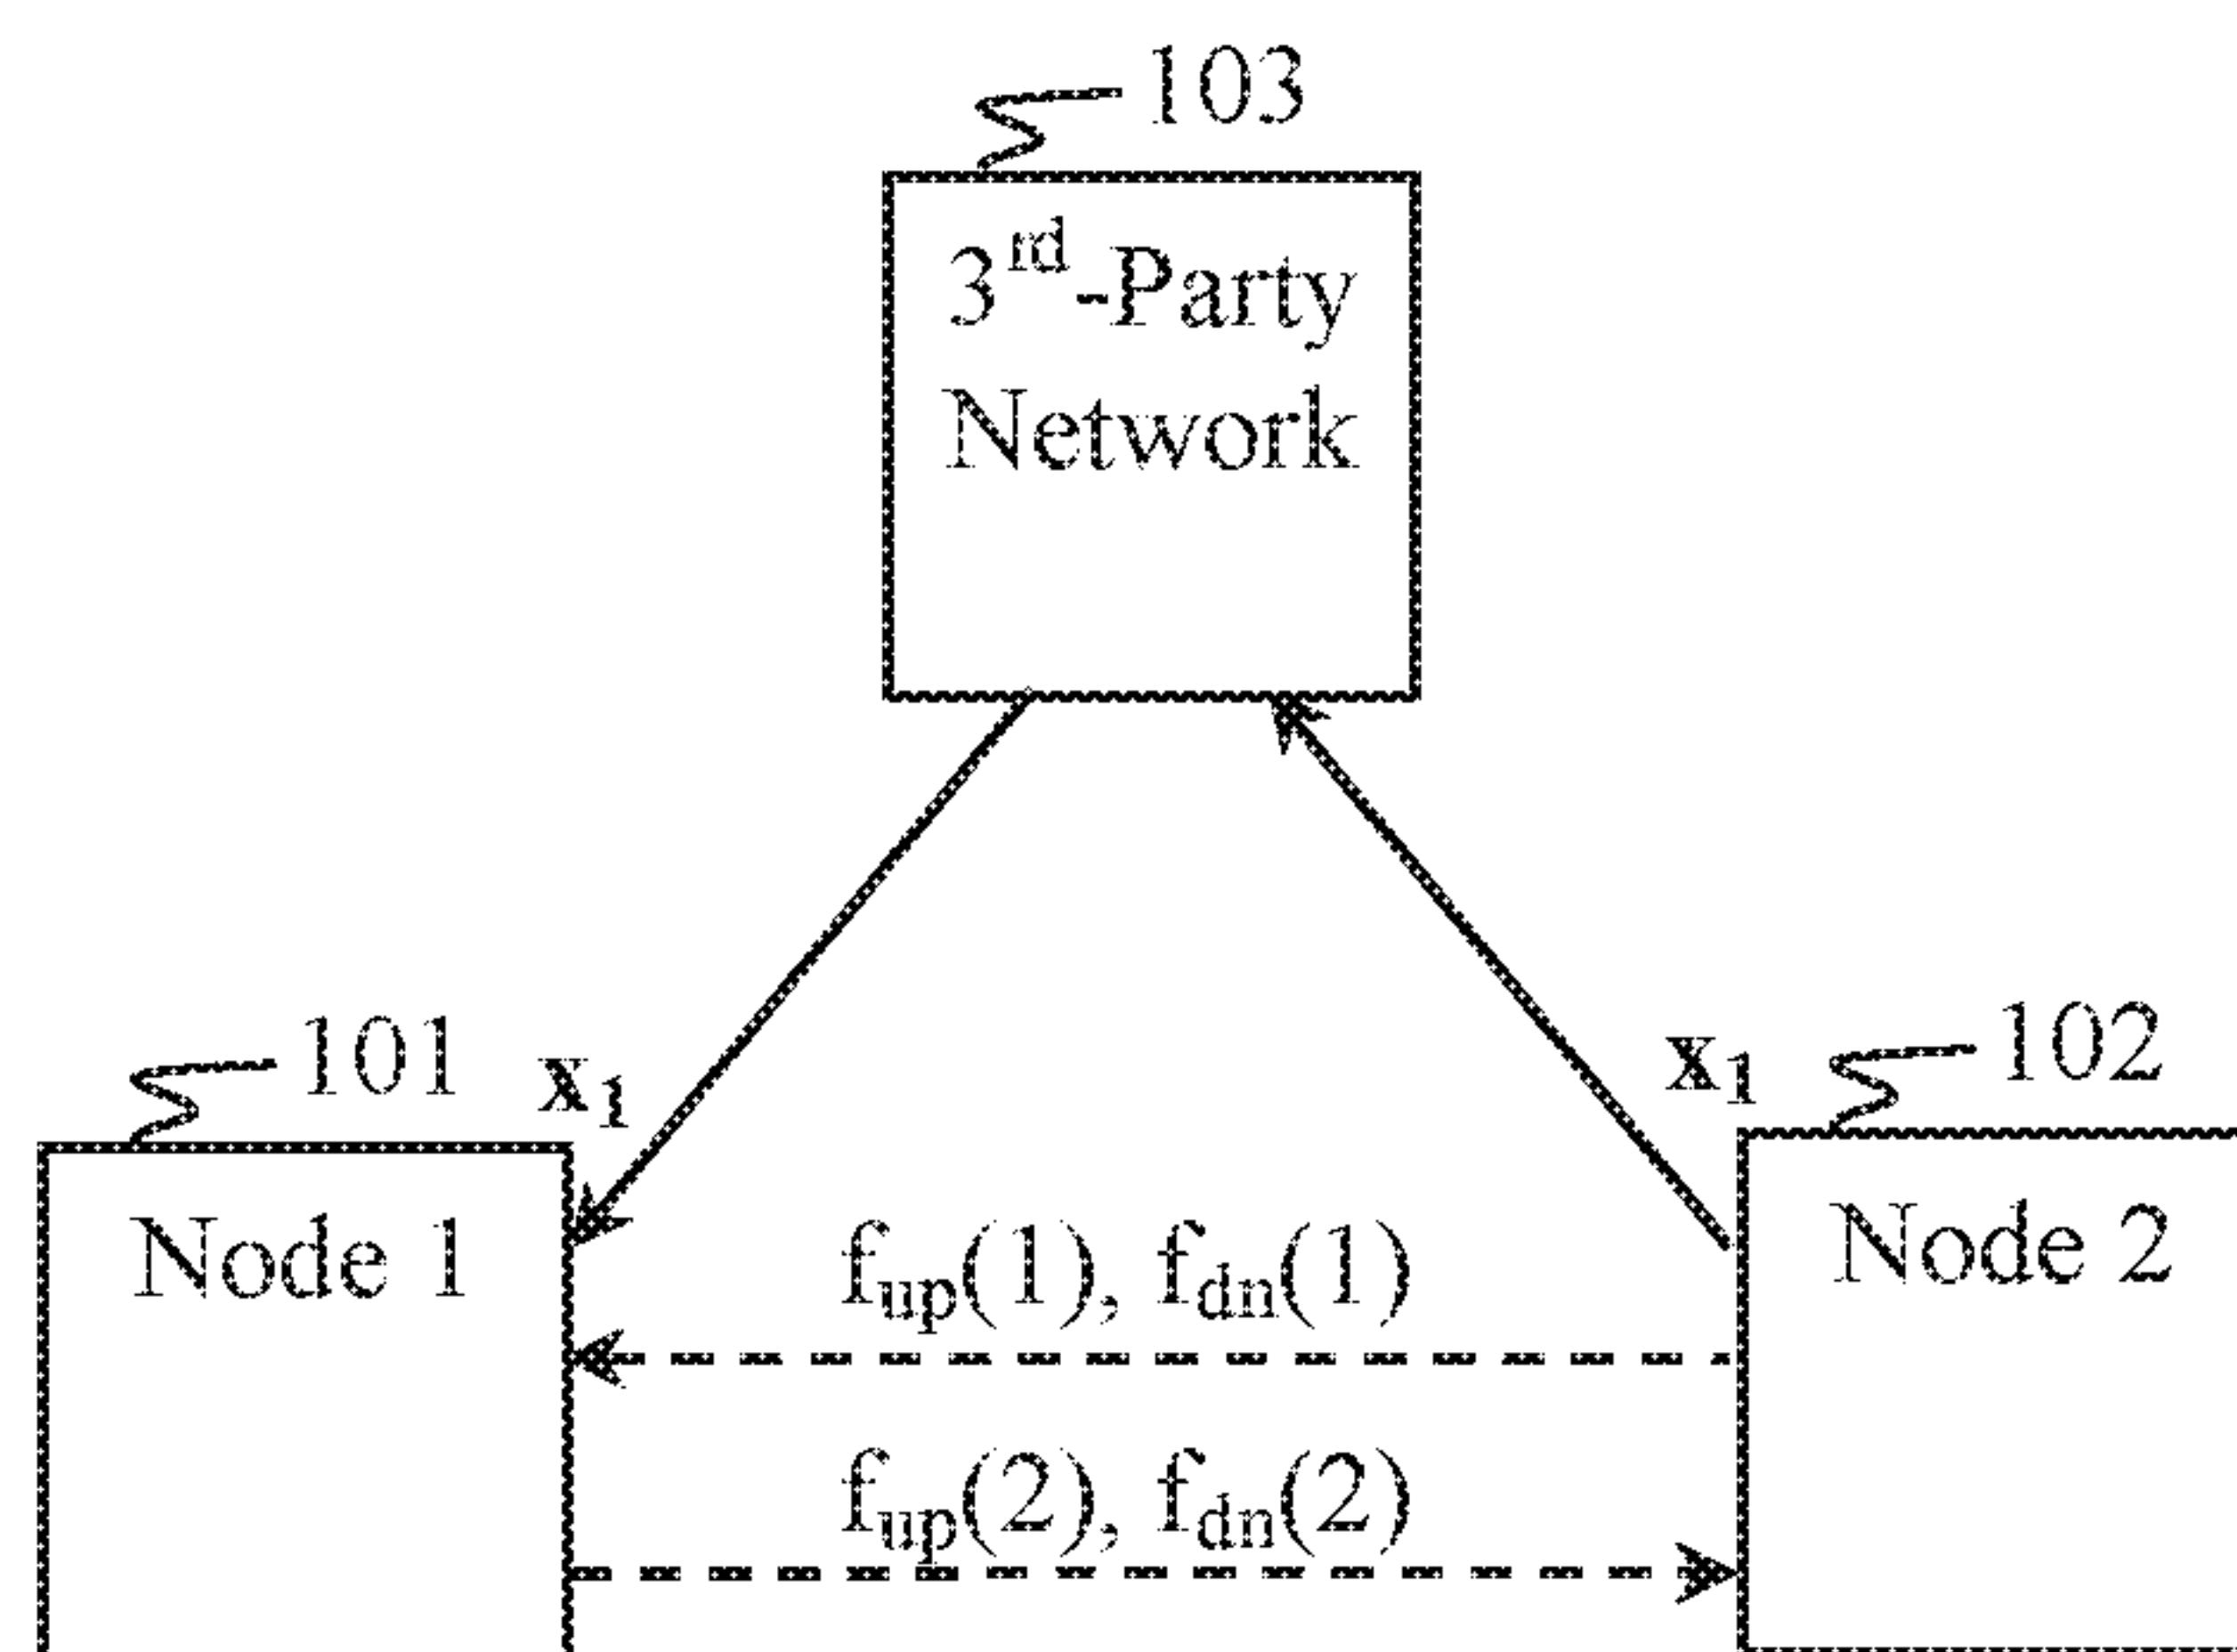 103
3rd-Party
Network
101
x1
x1
102
Node 1
fup(1), fdn(1)
Node 2
fup(2), fdn(2)